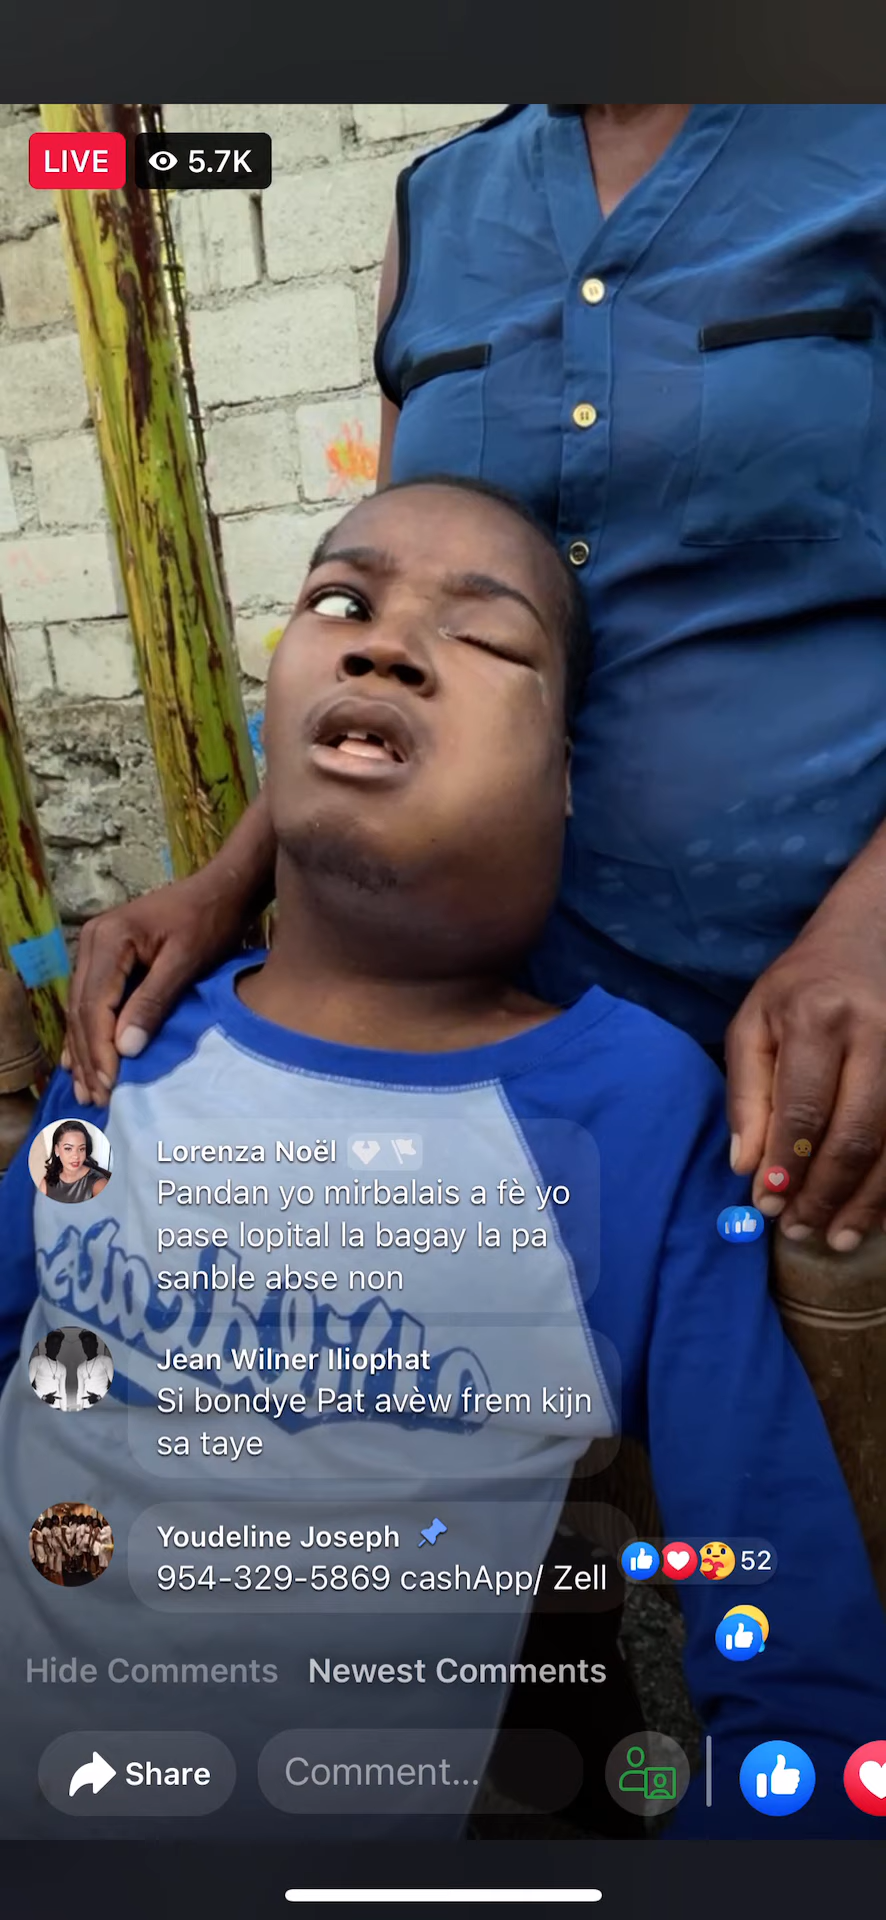 LIVE 5.7K
Lorenza Noël
Pandan yo mirbalais a fè yo
pase lopital la bagay la pa
sanble abse non
Jean Wilner Iliophat
Si bondye Pat avèw frem kijn
sa taye
Youdeline Joseph
954-329-5869 cashApp/ Zell
52
Hide Comments Newest Comments
Share Comment...